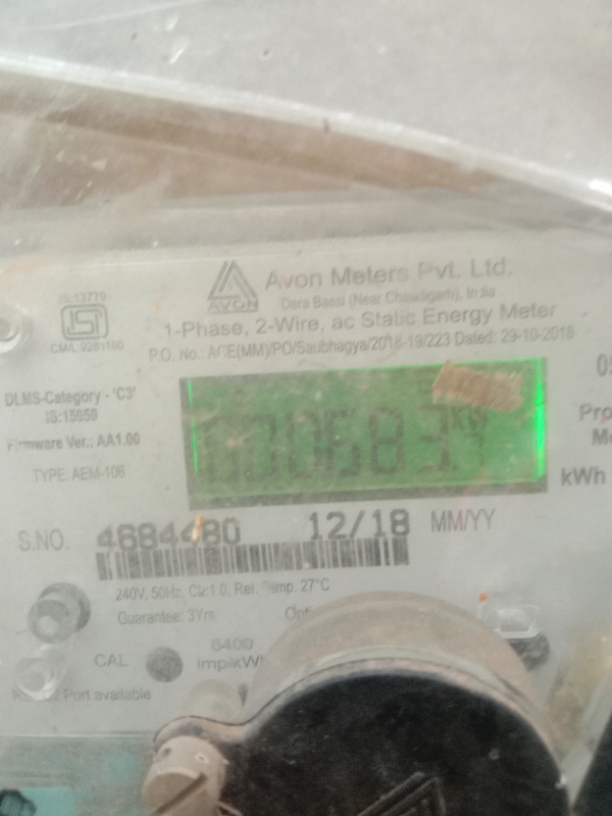 AVON
Avon Meters Pvt. Ltd.
Dera Bassi (Near Chandigarh), India
1-Phase, 2-Wire, ac Static Energy Meter
P.O. No.: ACE(MM)/PO/Saubhagya/2018-19/223 Dated: 29-10-2018
IS:13779
ISI
DLMS-Category - 'C3'
IS:15959
Firmware Ver.: AA1.00
TYPE: AEM-106
kWh
S.NO. 4684480 12/18 MM/YY
240V, 50Hz, Cl:1.0, Ref. Temp. 27°C
Guarantee: 3Yrs.
CAL
6400
imp/kW
Port available